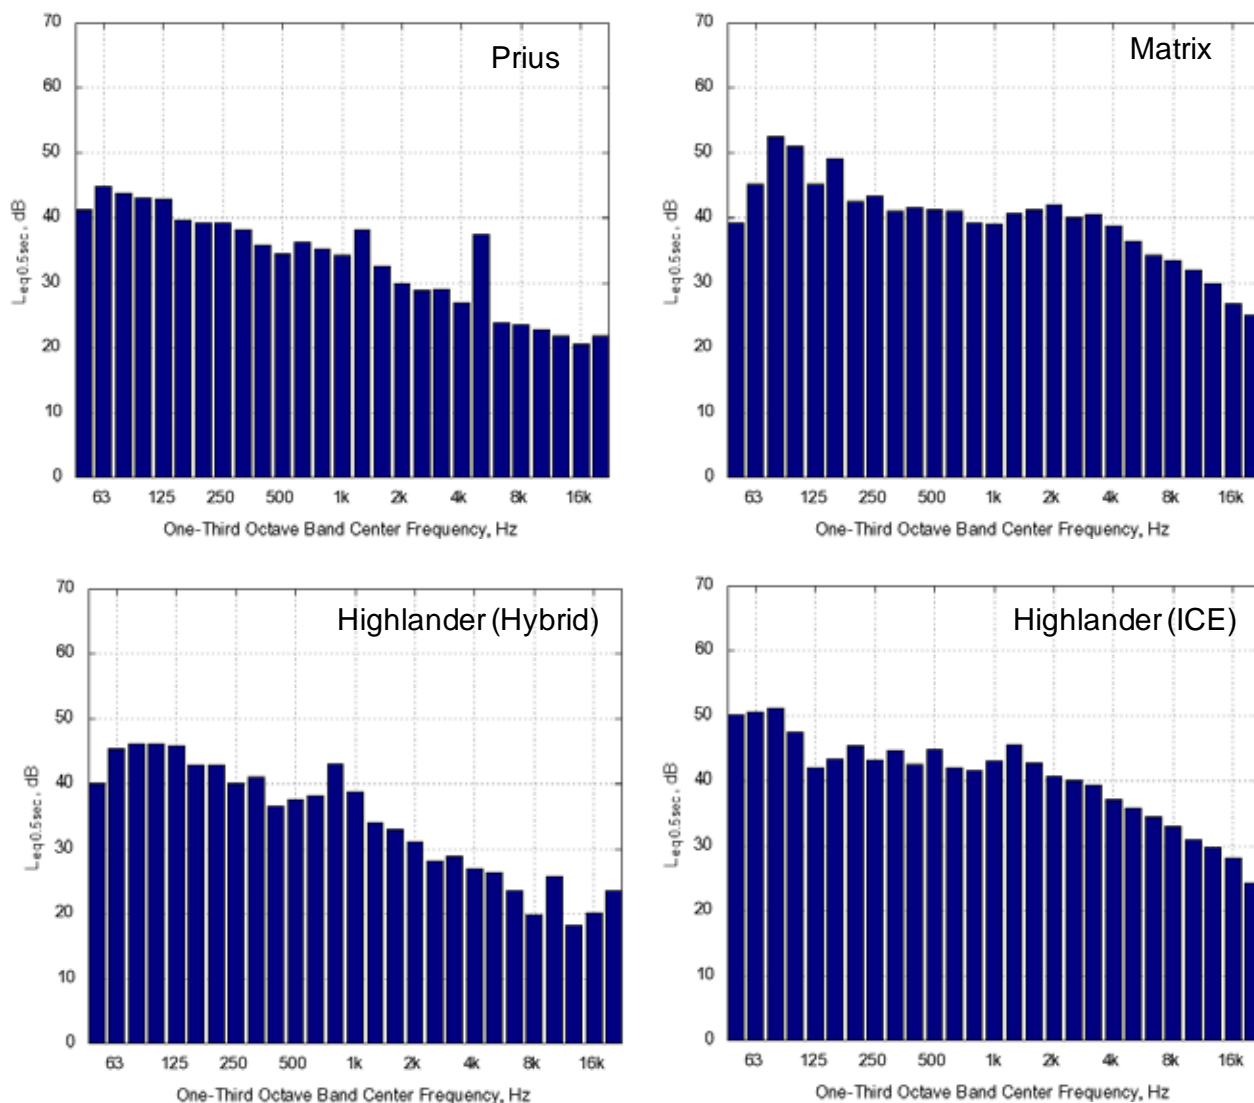 Prius
70
60
50
40
30
20
10
0
L eq0.5sec, dB
63 125 250 500 1k 2k 4k 8k 16k
One-Third Octave Band Center Frequency, Hz
Matrix
70
60
50
40
30
20
10
0
L eq0.5sec, dB
63 125 250 500 1k 2k 4k 8k 16k
One-Third Octave Band Center Frequency, Hz
Highlander (Hybrid)
70
60
50
40
30
20
10
0
L eq0.5sec, dB
63 125 250 500 1k 2k 4k 8k 16k
One-Third Octave Band Center Frequency, Hz
Highlander (ICE)
70
60
50
40
30
20
10
0
L eq0.5sec, dB
63 125 250 500 1k 2k 4k 8k 16k
One-Third Octave Band Center Frequency, Hz